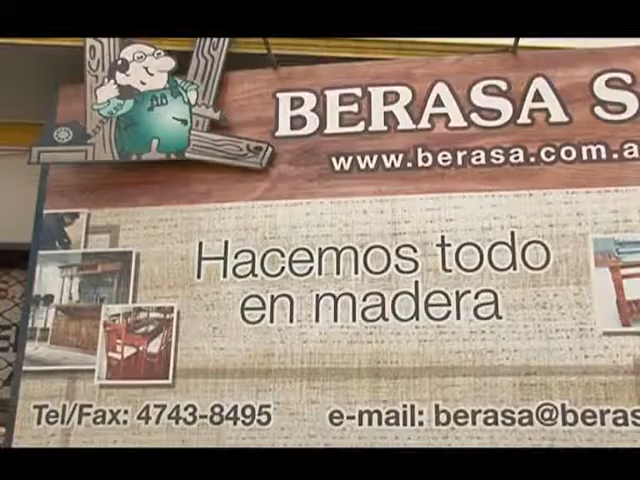 BERASA S
www.berasa.com.a
Hacemos todo
en madera
Tel/Fax: 4743-8495
e-mail: berasa@beras